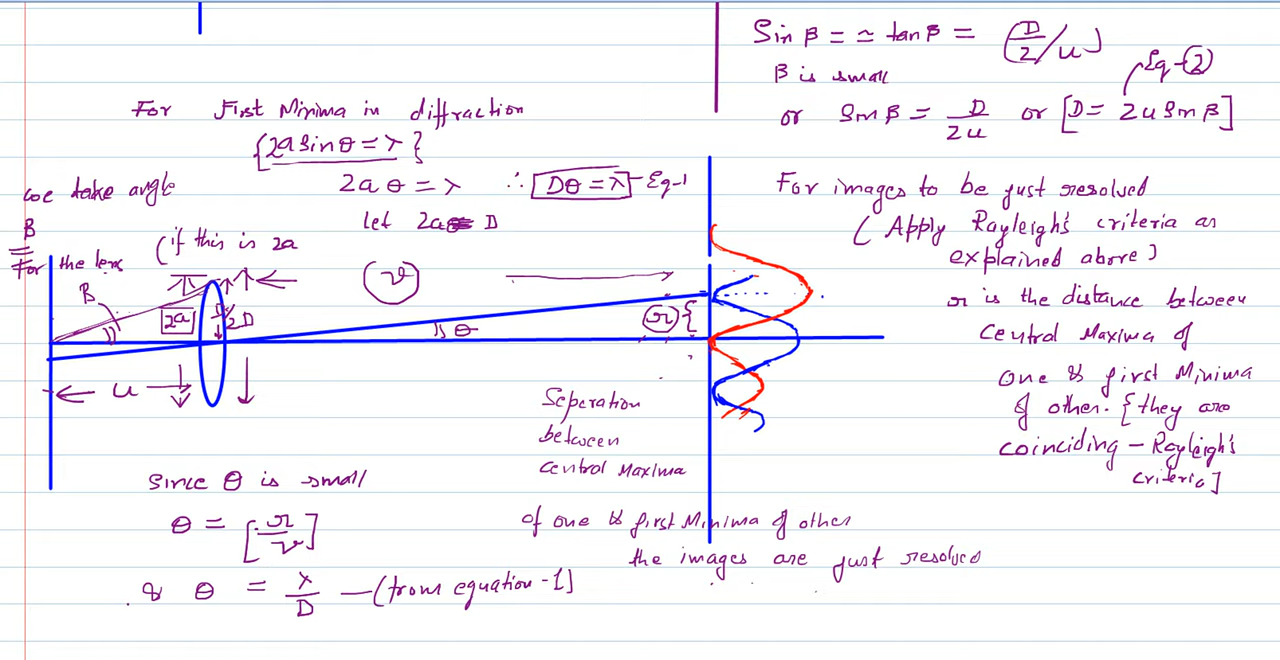 Sin β = ≃ tan β = (D/2 / u)
β is small
Eq-(2)
or Sin β = D/2u or [D = 2u Sin β]
For First Minima in diffraction
{2a sin θ = λ}
2a θ = λ ∴ Dθ = λ - Eq-1
let 2a = D
we take angle
β
For the lens
(if this is 2a
β
2a
D/2
D
v
θ
r {
u
For images to be just resolved
( Apply Rayleigh's criteria as
explained above )
r is the distance between
Central Maxima of
one & first Minima
of other. {they are
coinciding - Rayleigh's
criteria]
Seperation
between
central Maxima
of one & first Minima of other
the images are just resolved
Since θ is small
θ = [r/v]
& θ = λ/D — (from equation-1]